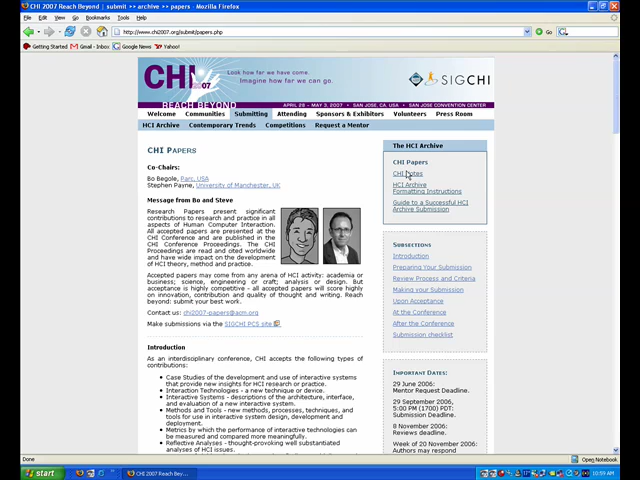 CHI 2007 Reach Beyond | submit >> archive >> papers - Mozilla Firefox
File Edit View Go Bookmarks Tools Help
http://www.chi2007.org/submit/papers.php
Go
Getting Started Gmail - Inbox Google News Yahoo!
CHI 2007
REACH BEYOND
Look how far we have come.
Imagine how far we can go.
SIGCHI
APRIL 28 – MAY 3, 2007 • SAN JOSE, CA, USA • SAN JOSE CONVENTION CENTER
Welcome Communities Submitting Attending Sponsors & Exhibitors Volunteers Press Room
HCI Archive Contemporary Trends Competitions Request a Mentor
CHI PAPERS
Co-Chairs:
Bo Begole, Parc, USA
Stephen Payne, University of Manchester, UK
Message from Bo and Steve
Research Papers present significant
contributions to research and practice in all
aspects of Human Computer Interaction.
All accepted papers are presented at the
CHI Conference and are published in the
CHI Conference Proceedings. The CHI
Proceedings are read and cited worldwide
and have wide impact on the development
of HCI theory, method and practice.
Accepted papers may come from any arena of HCI activity: academia or
business; science, engineering or craft; analysis or design. But
acceptance is highly competitive - all accepted papers will score highly
on innovation, contribution and quality of thought and writing. Reach
beyond: submit your best work.
Contact us: chi2007-papers@acm.org
Make submissions via the SIGCHI PCS site
Introduction
As an interdisciplinary conference, CHI accepts the following types of
contributions:
• Case Studies of the development and use of interactive systems
that provide new insights for HCI research or practice.
• Interaction Technologies - a new technique or device.
• Interactive Systems - descriptions of the architecture, interface,
and evaluation of a new interactive system.
• Methods and Tools - new methods, processes, techniques, and
tools for use in interactive system design, development and
deployment.
• Metrics by which the performance of interactive technologies can
be measured and compared more meaningfully.
• Reflective Analyses - thought-provoking well substantiated
analyses of HCI issues.
The HCI Archive
CHI Papers
CHI Notes
HCI Archive
Formatting Instructions
Guide to a Successful HCI
Archive Submission
SUBSECTIONS
Introduction
Preparing Your Submission
Review Process and Criteria
Making your Submission
Upon Acceptance
At the Conference
After the Conference
Submission checklist
IMPORTANT DATES:
29 June 2006:
Mentor Request Deadline.
29 September 2006,
5:00 PM (1700) PDT:
Submission Deadline.
8 November 2006:
Reviews deadline.
Week of 20 November 2006:
Authors may respond
Done
Open Notebook
start
CHI 2007 Reach Bey...
10:59 AM